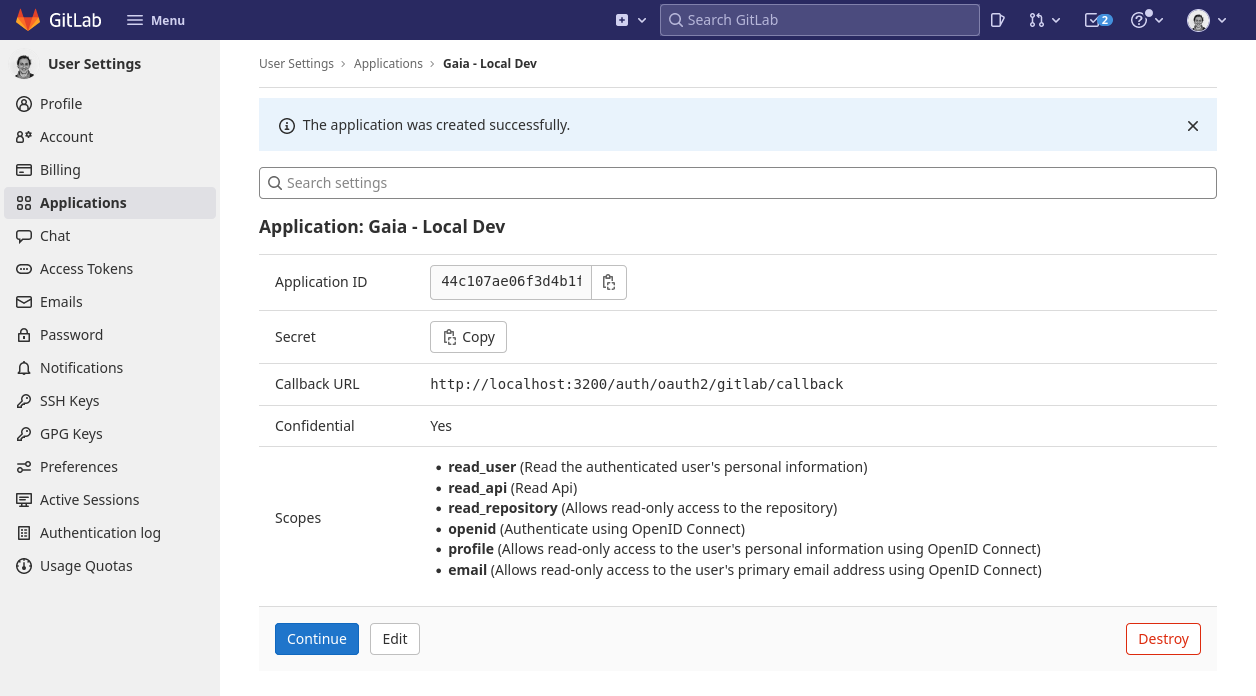 GitLab
Menu
Search GitLab
2
User Settings
Profile
Account
Billing
Applications
Chat
Access Tokens
Emails
Password
Notifications
SSH Keys
GPG Keys
Preferences
Active Sessions
Authentication log
Usage Quotas
User Settings › Applications › Gaia - Local Dev
The application was created successfully.
Search settings
Application: Gaia - Local Dev
Application ID 44c107ae06f3d4b1f
Secret Copy
Callback URL http://localhost:3200/auth/oauth2/gitlab/callback
Confidential Yes
Scopes
• read_user (Read the authenticated user's personal information)
• read_api (Read Api)
• read_repository (Allows read-only access to the repository)
• openid (Authenticate using OpenID Connect)
• profile (Allows read-only access to the user's personal information using OpenID Connect)
• email (Allows read-only access to the user's primary email address using OpenID Connect)
Continue Edit Destroy